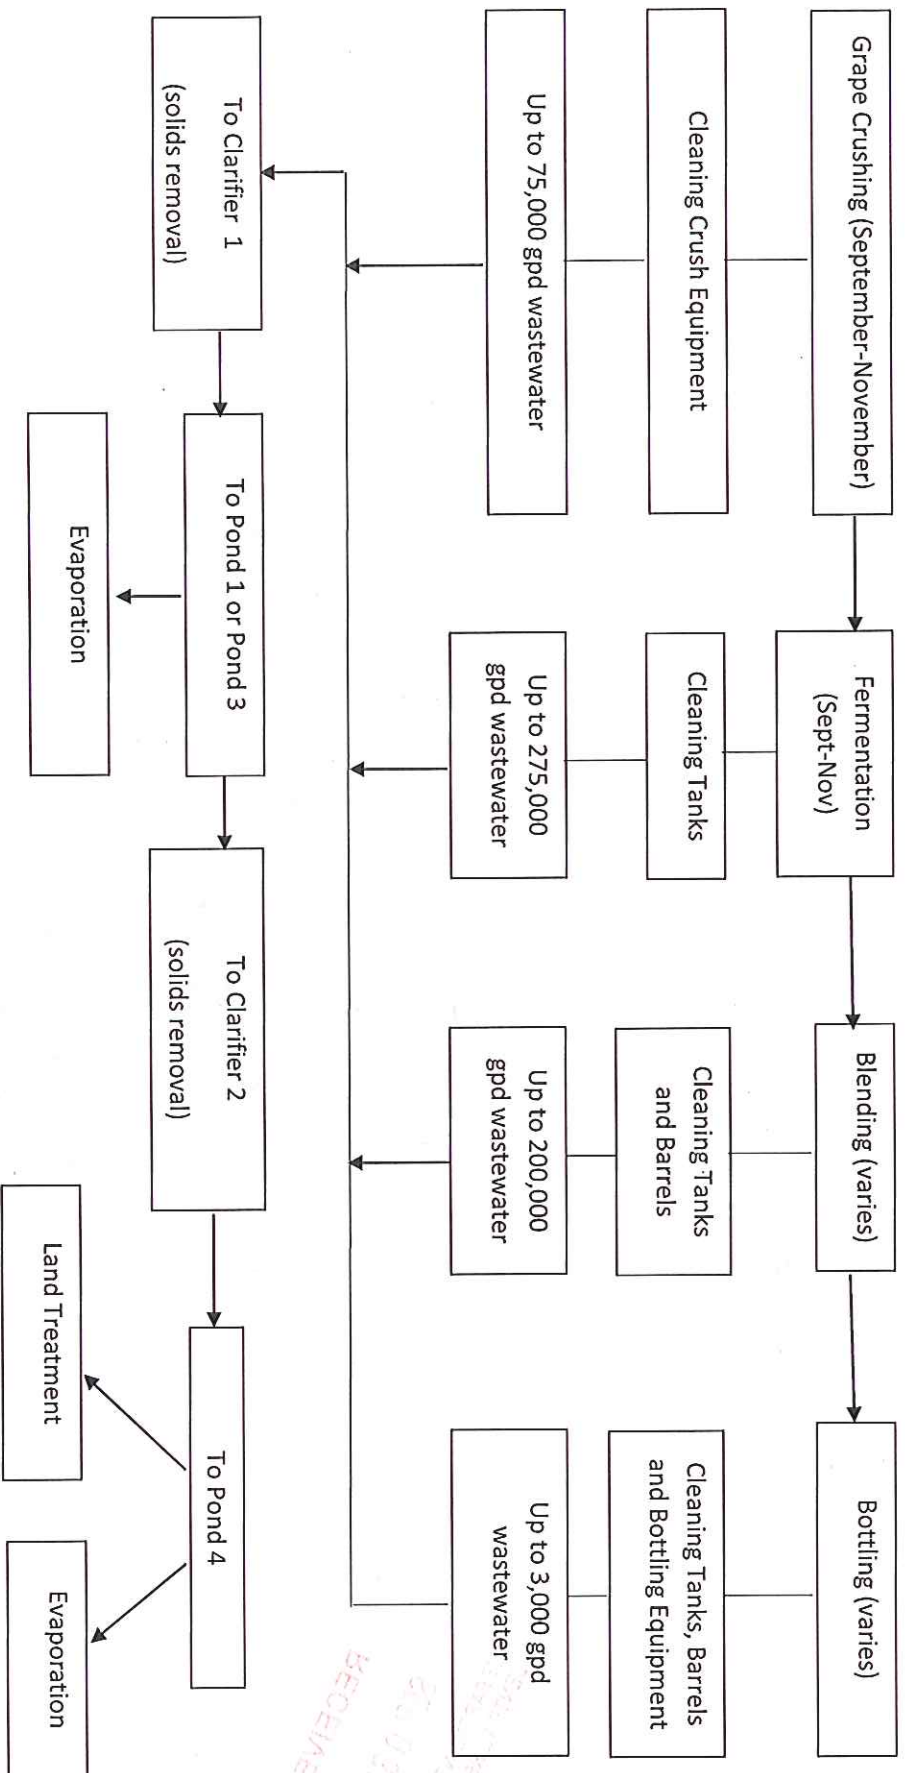 Grape Crushing (September-November)
Fermentation
(Sept-Nov)
Blending (varies)
Bottling (varies)
Cleaning Crush Equipment
Cleaning Tanks
Cleaning Tanks
and Barrels
Cleaning Tanks, Barrels
and Bottling Equipment
Up to 75,000 gpd wastewater
Up to 275,000
gpd wastewater
Up to 200,000
gpd wastewater
Up to 3,000 gpd
wastewater
To Clarifier 1
(solids removal)
To Pond 1 or Pond 3
To Clarifier 2
(solids removal)
To Pond 4
Evaporation
Land Treatment
Evaporation